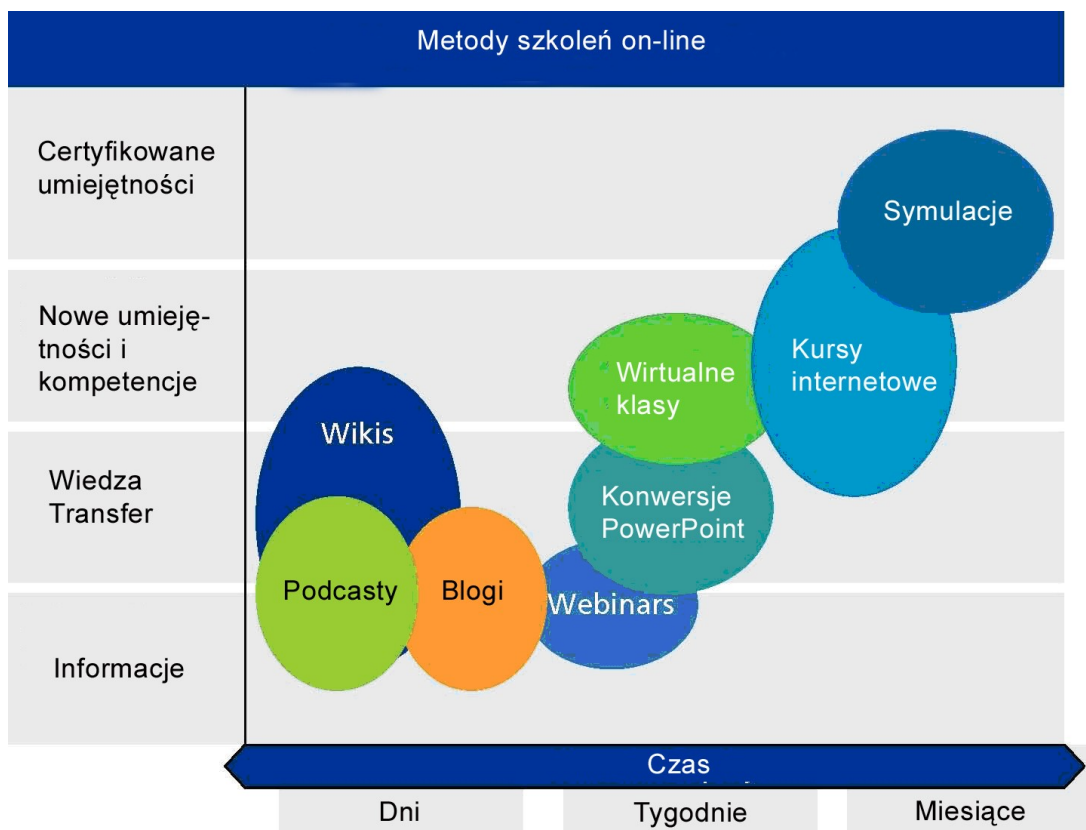 Metody szkoleń on-line
Certyfikowane
umiejętności
Symulacje
Nowe umieję-
tności i
kompetencje
Kursy
internetowe
Wirtualne
klasy
Wikis
Wiedza
Transfer
Konwersje
PowerPoint
Podcasty
Blogi
Webinars
Informacje
Czas
Dni
Tygodnie
Miesiące